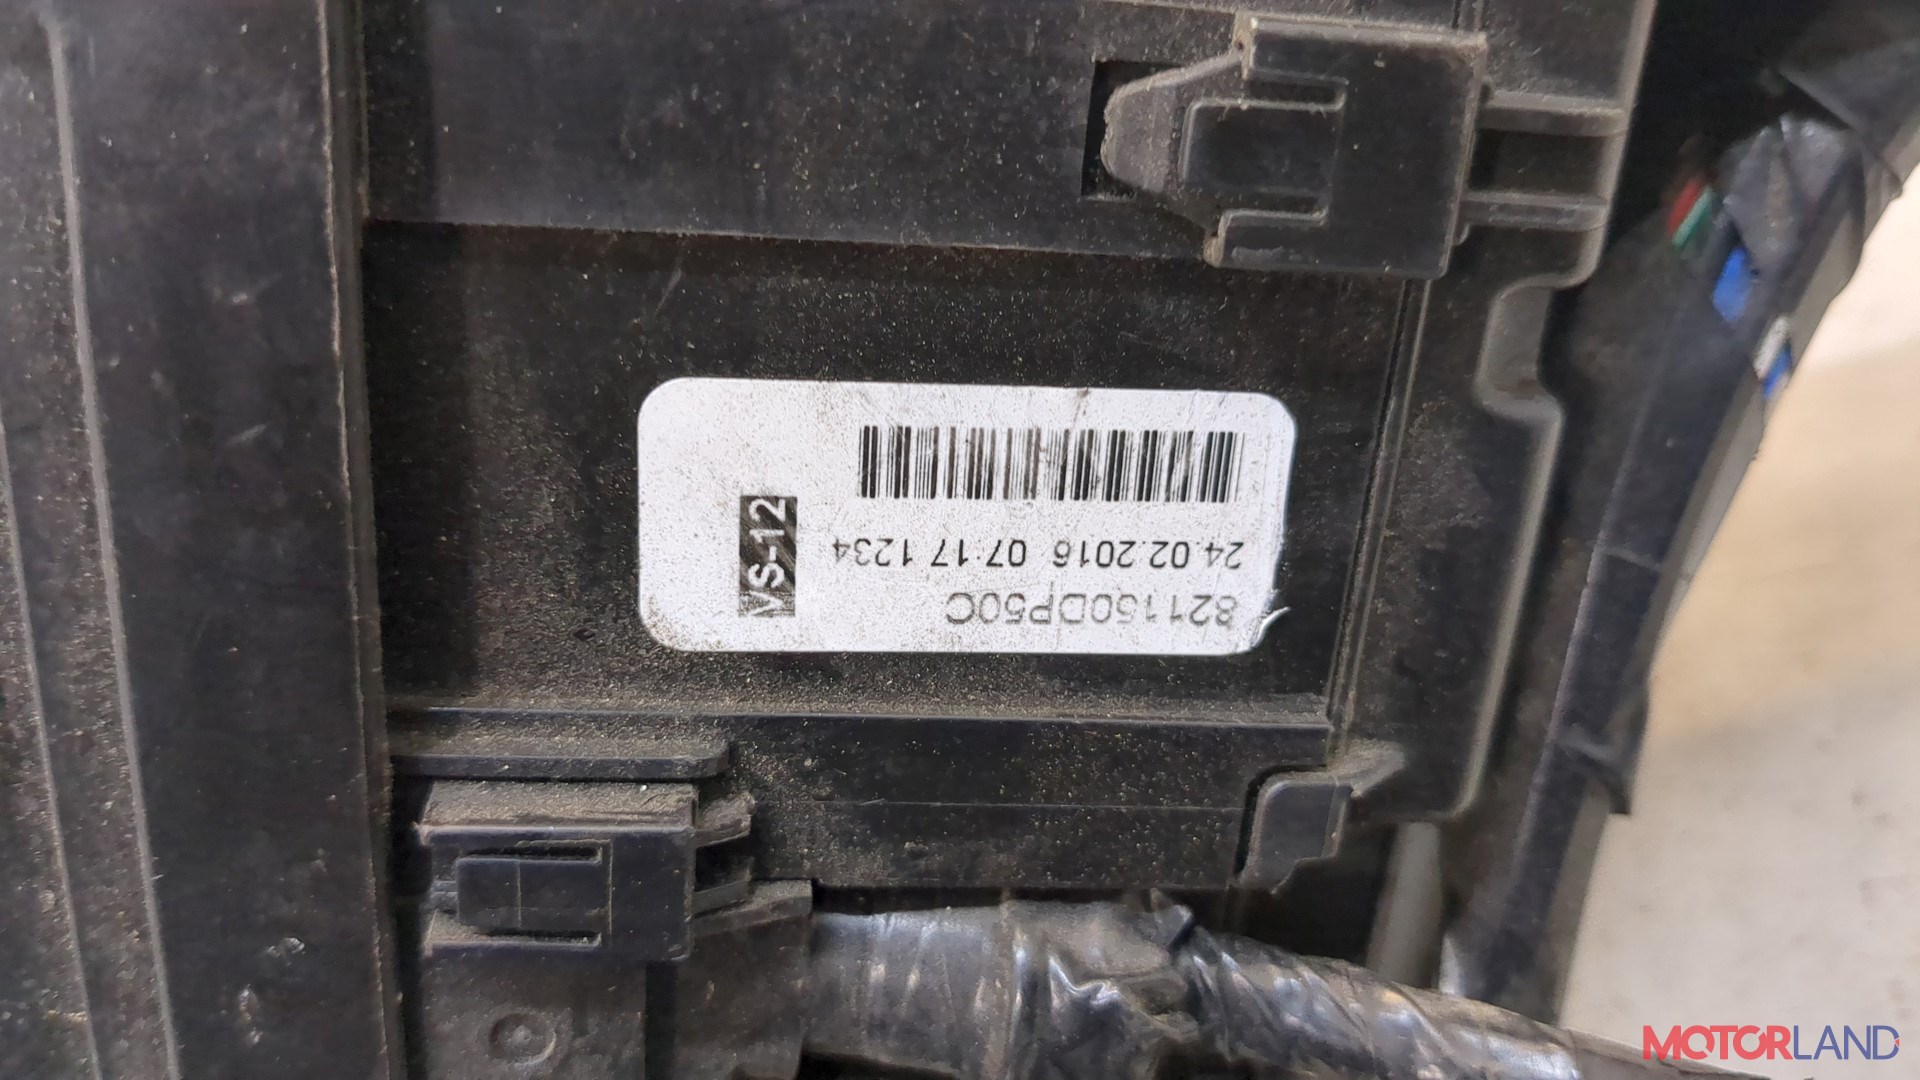 821150DP50C
24.02.2016 07:17 1234
VS-12
MOTORLAND